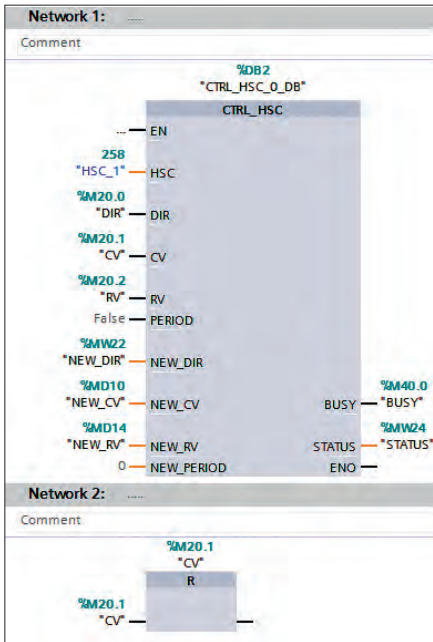 Network 1: .....
Comment
%DB2
"CTRL_HSC_0_DB"
CTRL_HSC
... EN
258
"HSC_1" HSC
%M20.0
"DIR" DIR
%M20.1
"CV" CV
%M20.2
"RV" RV
False PERIOD
%MW22
"NEW_DIR" NEW_DIR
%MD10
"NEW_CV" NEW_CV
%M40.0
BUSY "BUSY"
%MD14
"NEW_RV" NEW_RV
%MW24
STATUS "STATUS"
0 NEW_PERIOD
ENO
Network 2: .....
Comment
%M20.1
"CV"
R
%M20.1
"CV"